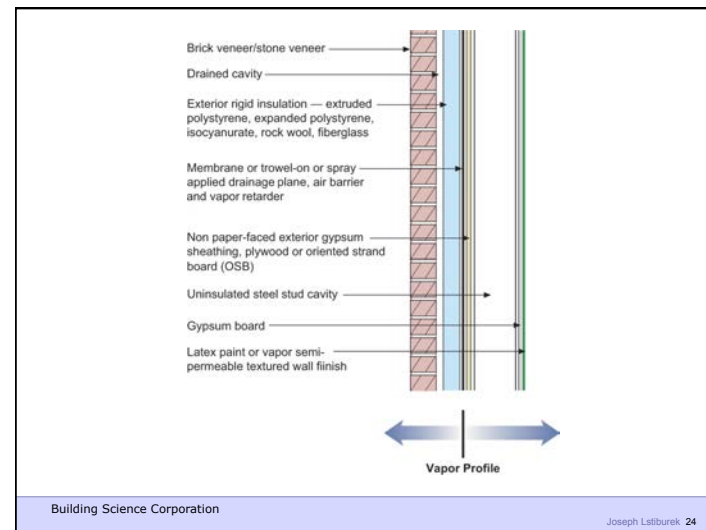 Brick veneer/stone veneer
Drained cavity
Exterior rigid insulation — extruded
polystyrene, expanded polystyrene,
isocyanurate, rock wool, fiberglass
Membrane or trowel-on or spray
applied drainage plane, air barrier
and vapor retarder
Non paper-faced exterior gypsum
sheathing, plywood or oriented strand
board (OSB)
Uninsulated steel stud cavity
Gypsum board
Latex paint or vapor semi-
permeable textured wall fiinish
Vapor Profile
Building Science Corporation
Joseph Lstiburek 24